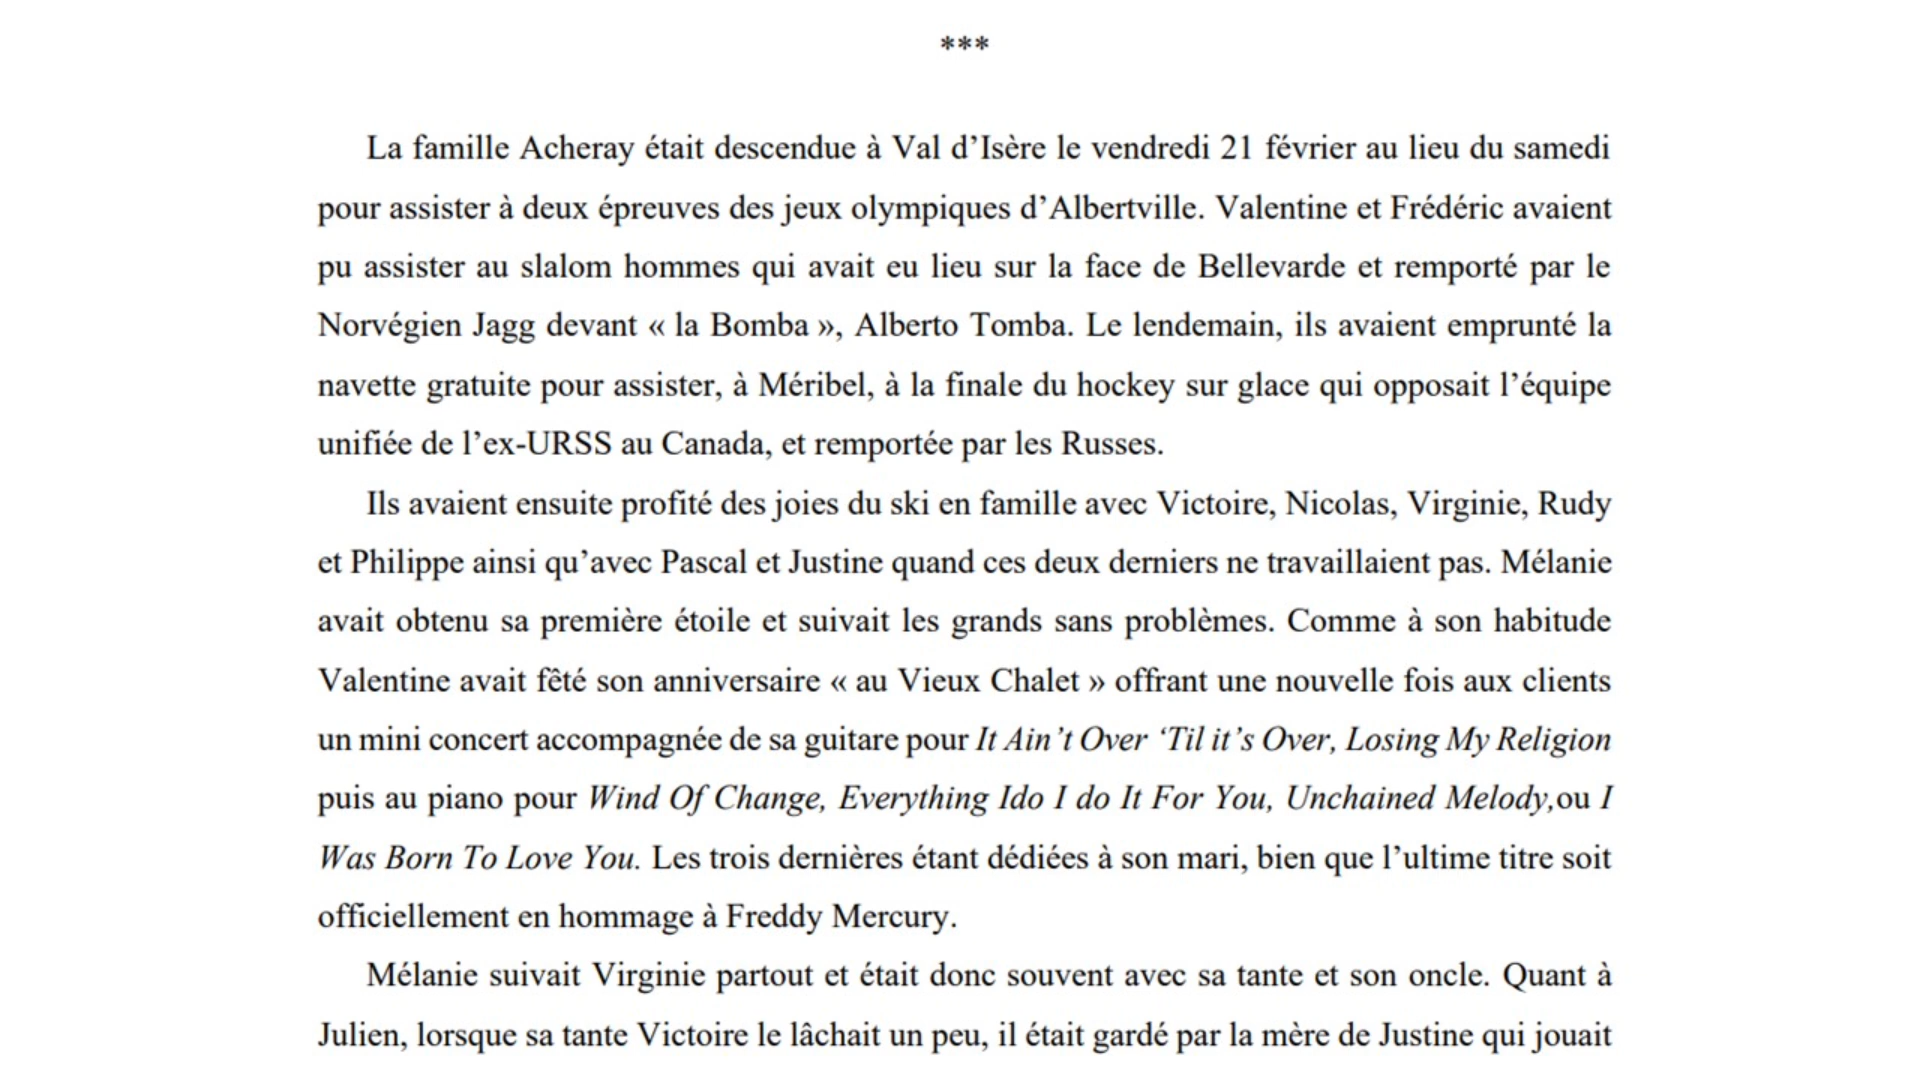 ***
La famille Acheray était descendue à Val d’Isère le vendredi 21 février au lieu du samedi
pour assister à deux épreuves des jeux olympiques d’Albertville. Valentine et Frédéric avaient
pu assister au slalom hommes qui avait eu lieu sur la face de Bellevarde et remporté par le
Norvégien Jagg devant « la Bomba », Alberto Tomba. Le lendemain, ils avaient emprunté la
navette gratuite pour assister, à Méribel, à la finale du hockey sur glace qui opposait l’équipe
unifiée de l’ex-URSS au Canada, et remportée par les Russes.
Ils avaient ensuite profité des joies du ski en famille avec Victoire, Nicolas, Virginie, Rudy
et Philippe ainsi qu’avec Pascal et Justine quand ces deux derniers ne travaillaient pas. Mélanie
avait obtenu sa première étoile et suivait les grands sans problèmes. Comme à son habitude
Valentine avait fêté son anniversaire « au Vieux Chalet » offrant une nouvelle fois aux clients
un mini concert accompagnée de sa guitare pour It Ain’t Over ‘Til it’s Over, Losing My Religion
puis au piano pour Wind Of Change, Everything Ido I do It For You, Unchained Melody,ou I
Was Born To Love You. Les trois dernières étant dédiées à son mari, bien que l’ultime titre soit
officiellement en hommage à Freddy Mercury.
Mélanie suivait Virginie partout et était donc souvent avec sa tante et son oncle. Quant à
Julien, lorsque sa tante Victoire le lâchait un peu, il était gardé par la mère de Justine qui jouait